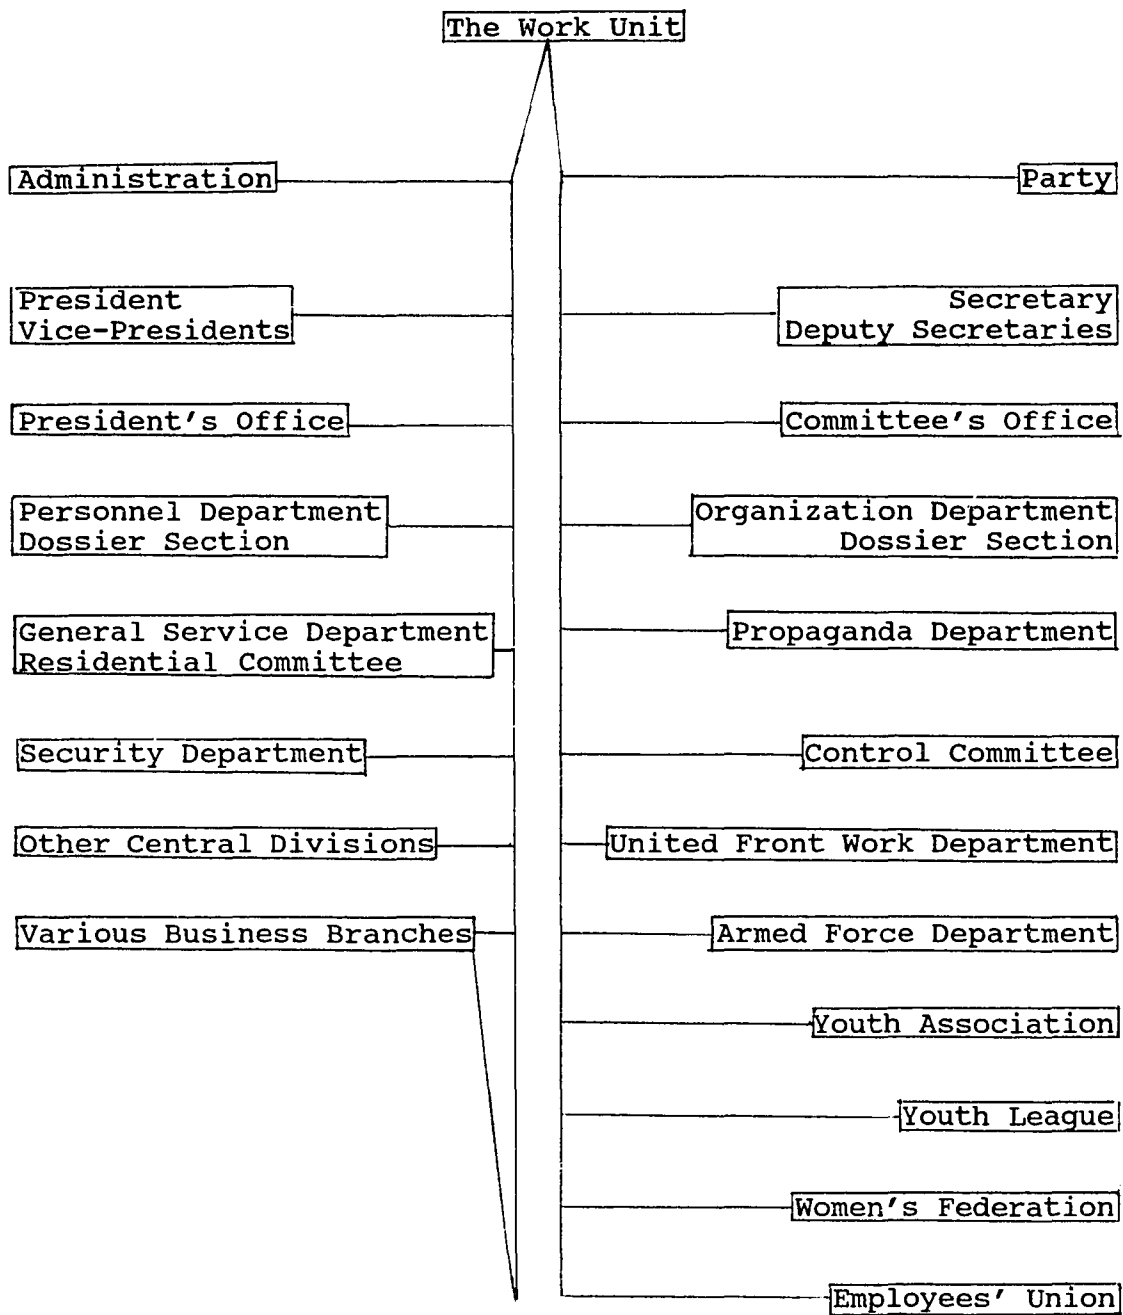 The Work Unit
Administration
Party
President
Vice-Presidents
Secretary
Deputy Secretaries
President's Office
Committee's Office
Personnel Department
Dossier Section
Organization Department
Dossier Section
General Service Department
Residential Committee
Propaganda Department
Security Department
Control Committee
Other Central Divisions
United Front Work Department
Various Business Branches
Armed Force Department
Youth Association
Youth League
Women's Federation
Employees' Union